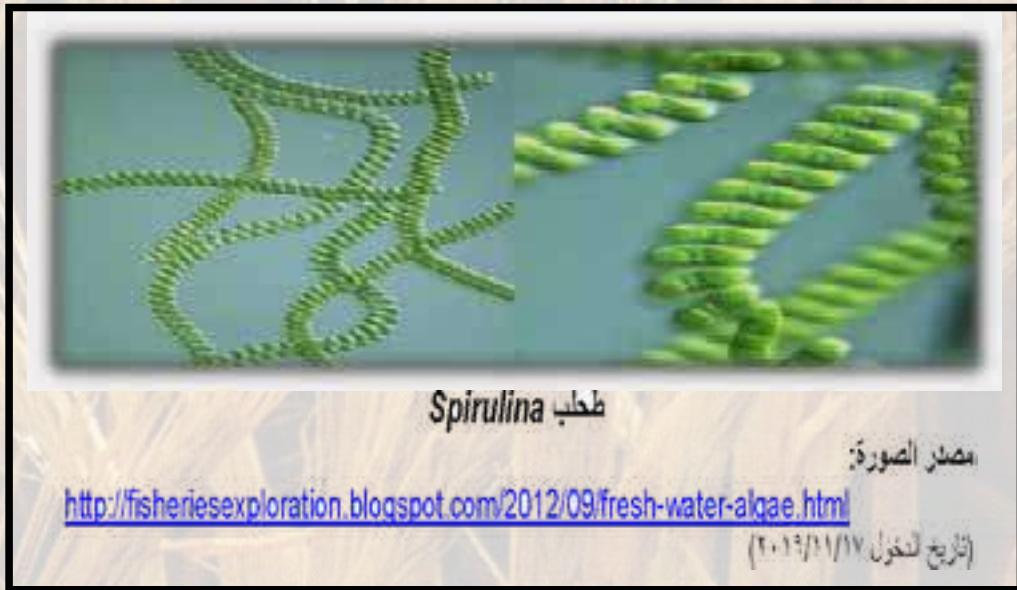 طحلب Spirulina
مصدر الصورة:
http://fisheriesexploration.blogspot.com/2012/09/fresh-water-algae.html
(تاريخ الدخول ٢٠١٩/١١/١٧)